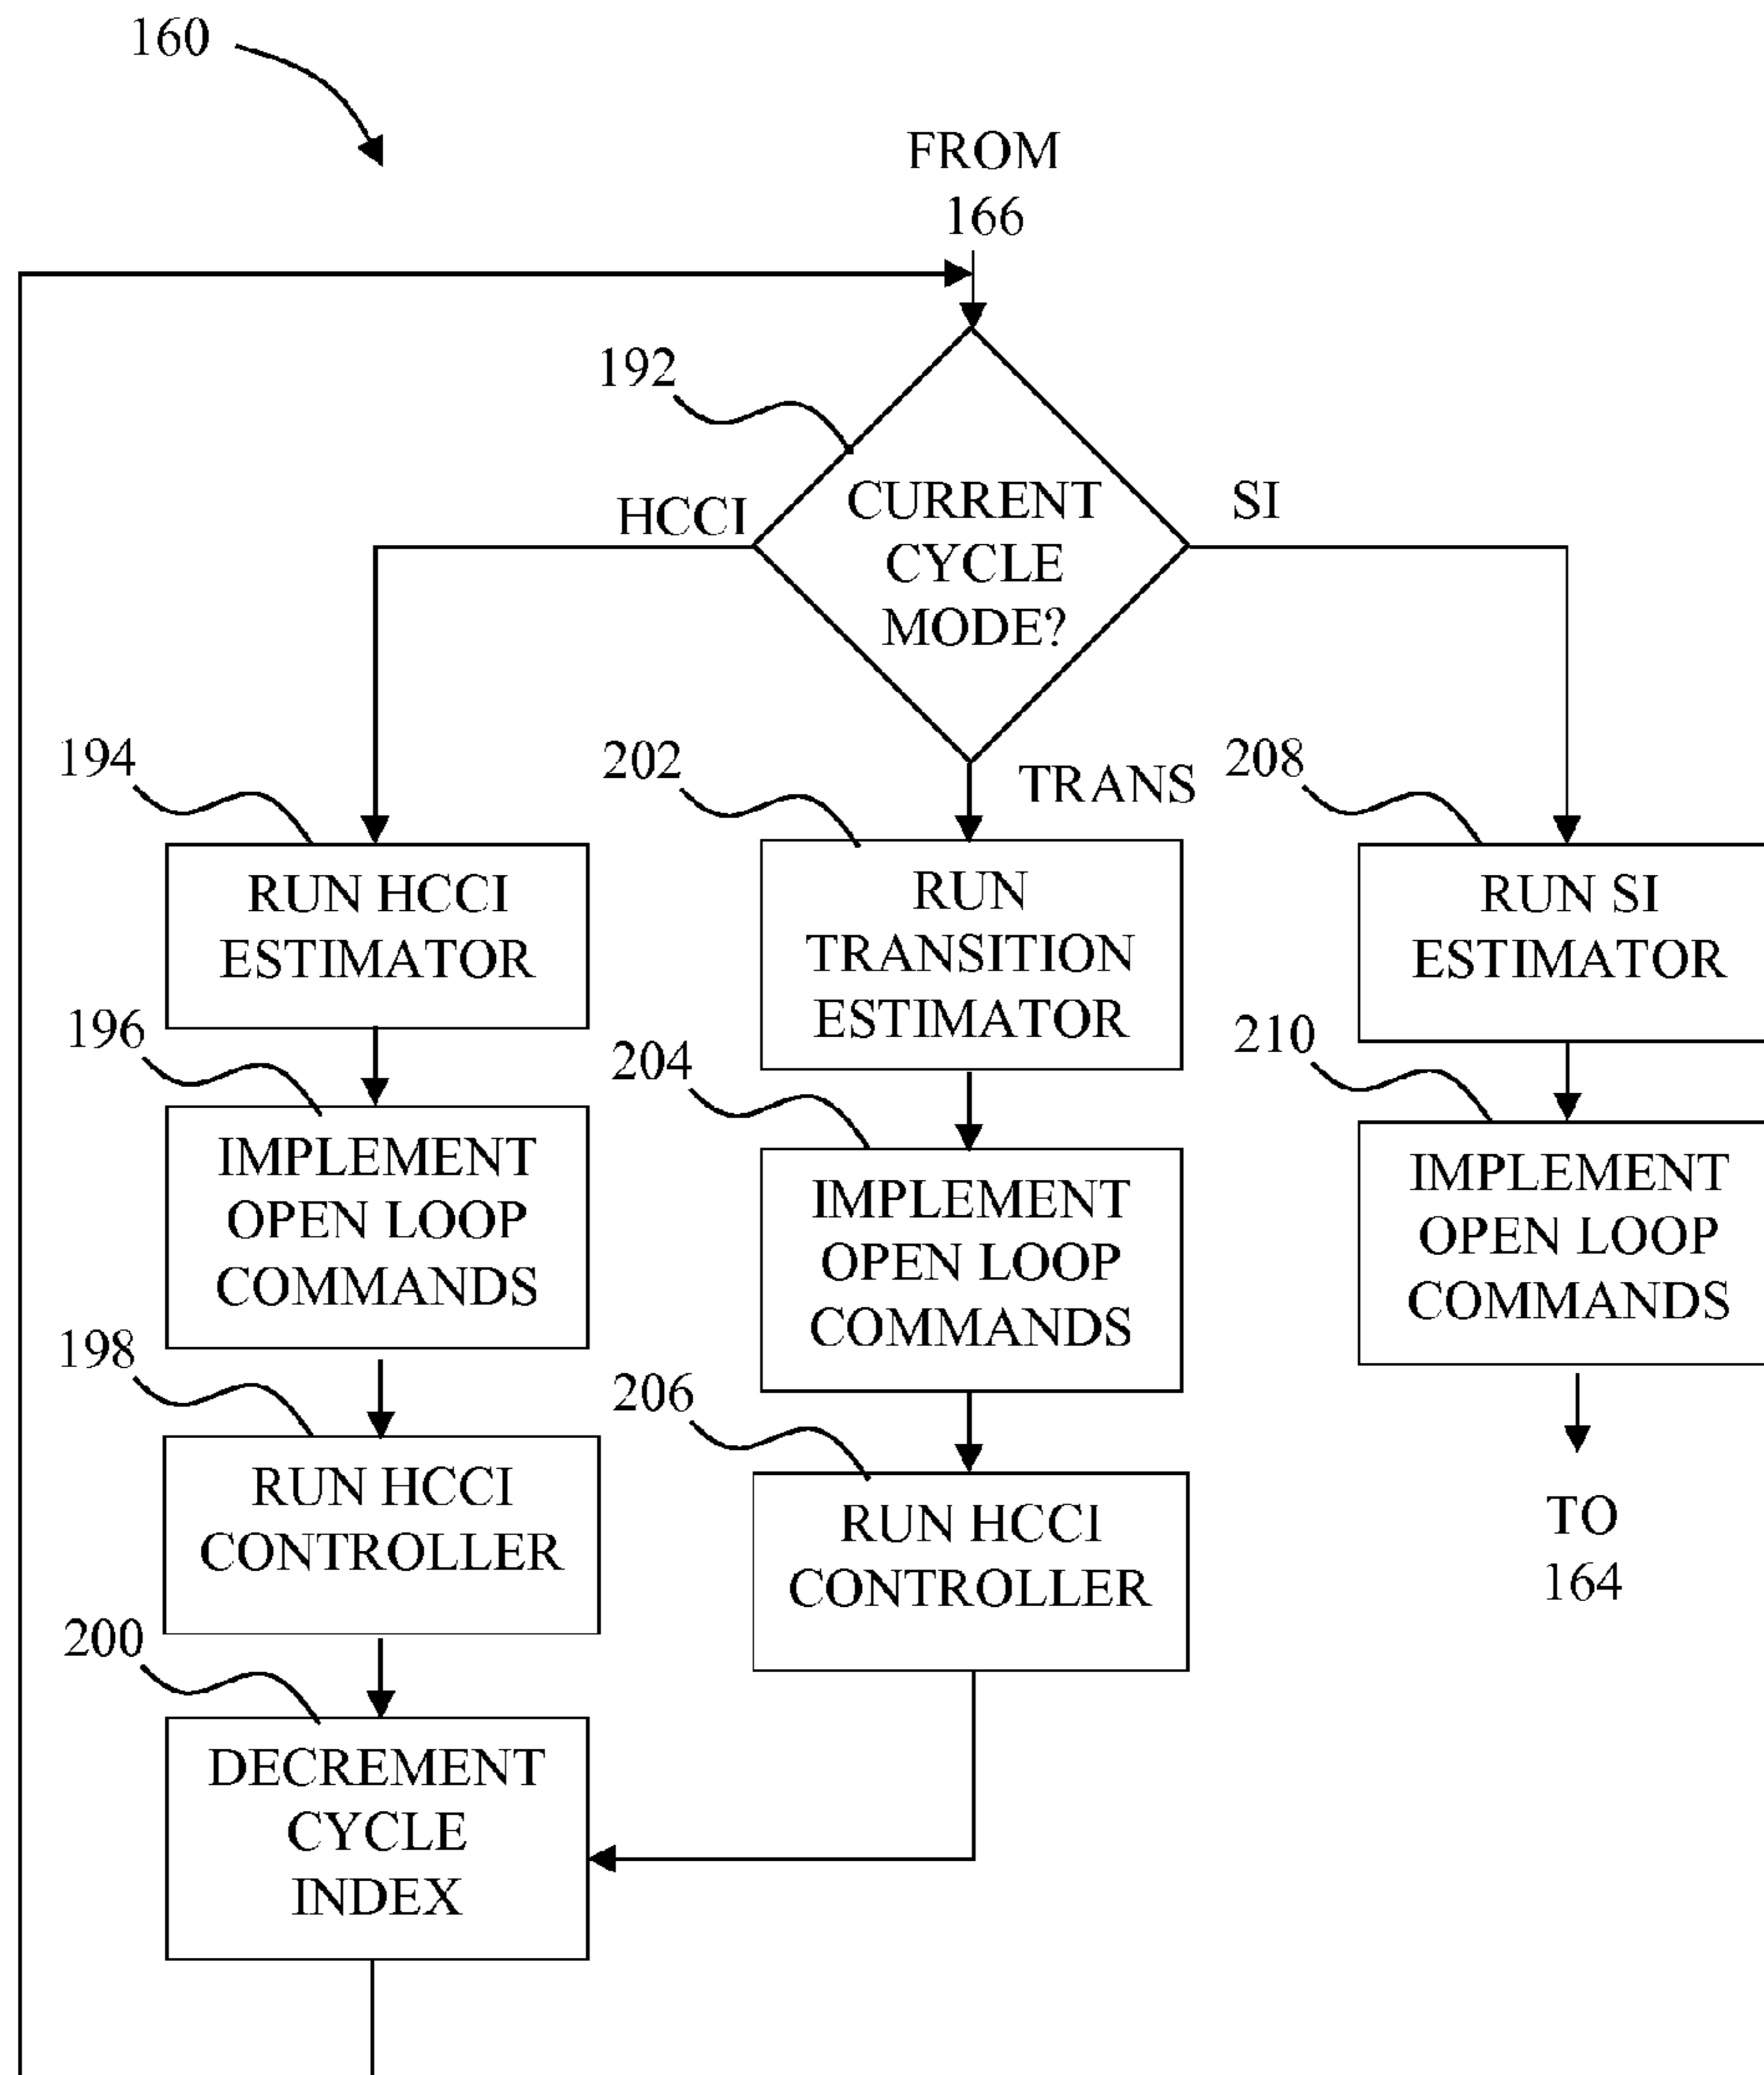 160
FROM
166
192
CURRENT
CYCLE
MODE?
HCCI
SI
TRANS
194
RUN HCCI
ESTIMATOR
196
IMPLEMENT
OPEN LOOP
COMMANDS
198
RUN HCCI
CONTROLLER
200
DECREMENT
CYCLE
INDEX
202
RUN
TRANSITION
ESTIMATOR
204
IMPLEMENT
OPEN LOOP
COMMANDS
206
RUN HCCI
CONTROLLER
208
RUN SI
ESTIMATOR
210
IMPLEMENT
OPEN LOOP
COMMANDS
TO
164